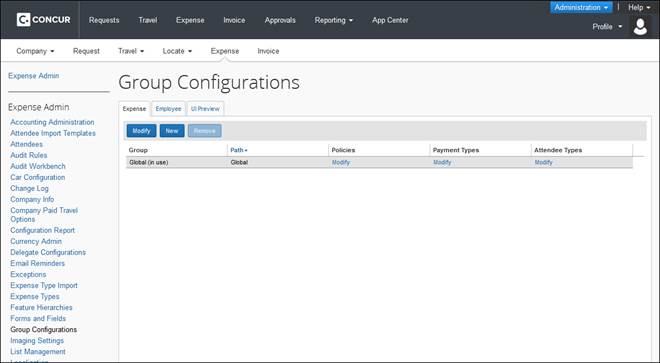 Administration | Help
CONCUR Requests Travel Expense Invoice Approvals Reporting App Center
Profile
Company Request Travel Locate Expense Invoice
Expense Admin
Expense Admin
Accounting Administration
Attendee Import Templates
Attendees
Audit Rules
Audit Workbench
Car Configuration
Change Log
Company Info
Company Paid Travel
Options
Configuration Report
Currency Admin
Delegate Configurations
Email Reminders
Exceptions
Expense Type Import
Expense Types
Feature Hierarchies
Forms and Fields
Group Configurations
Imaging Settings
List Management
Group Configurations
Expense Employee UI Preview
Modify New Remove
Group Path Policies Payment Types Attendee Types
Global (in use) Global Modify Modify Modify